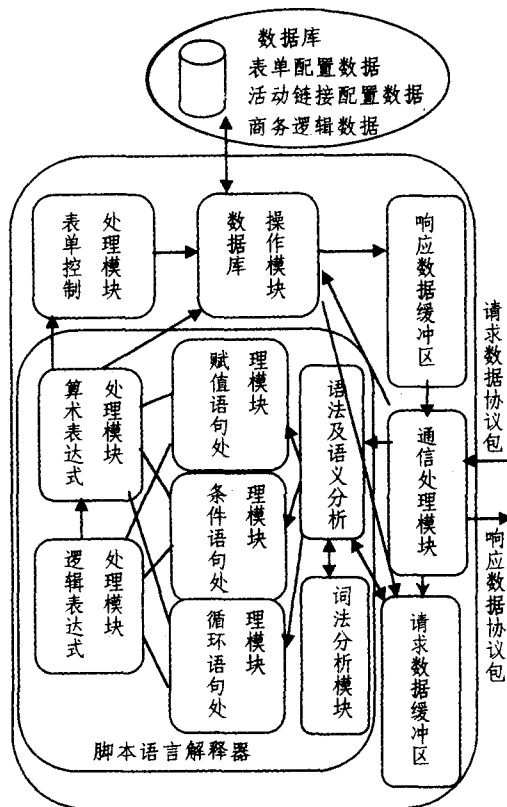 数据库
表单配置数据
活动链接配置数据
商务逻辑数据
表单控制
处理模块
数据库
操作模块
响应数据缓冲区
请求数据协议包
赋值语句处
理模块
语法及语义分析
算术表达式
处理模块
通信处理模块
条件语句处
理模块
响应数据协议包
逻辑表达式
处理模块
循环语句处
理模块
词法分析模块
请求数据缓冲区
脚本语言解释器